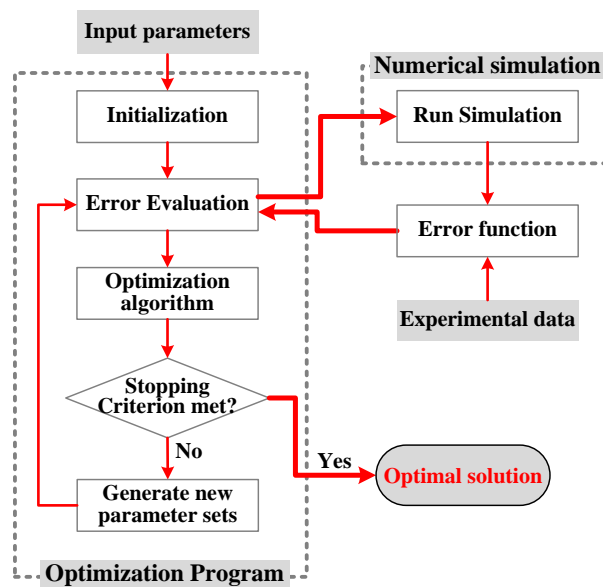 Input parameters
Numerical simulation
Initialization
Run Simulation
Error Evaluation
Error function
Optimization
algorithm
Experimental data
Stopping
Criterion met?
No
Yes
Optimal solution
Generate new
parameter sets
Optimization Program